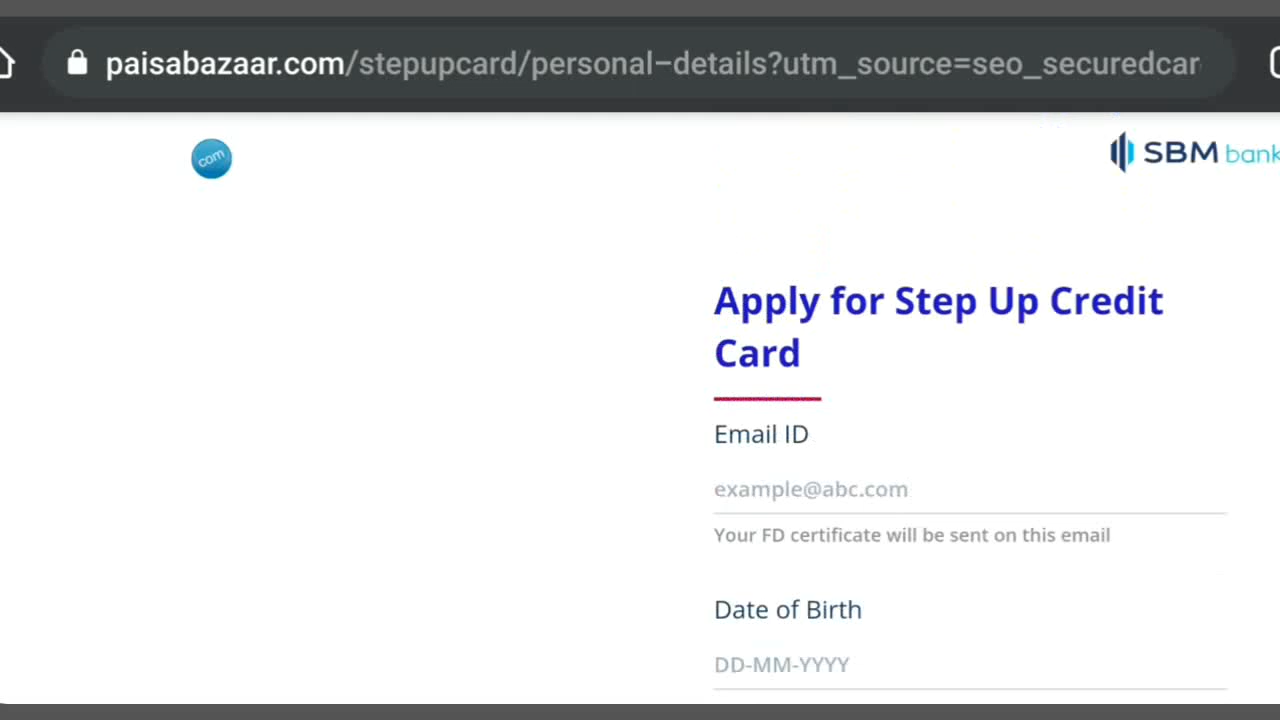 paisabazaar.com/stepupcard/personal-details?utm_source=seo_securedcar
com
SBM bank
Apply for Step Up Credit
Card
Email ID
example@abc.com
Your FD certificate will be sent on this email
Date of Birth
DD-MM-YYYY